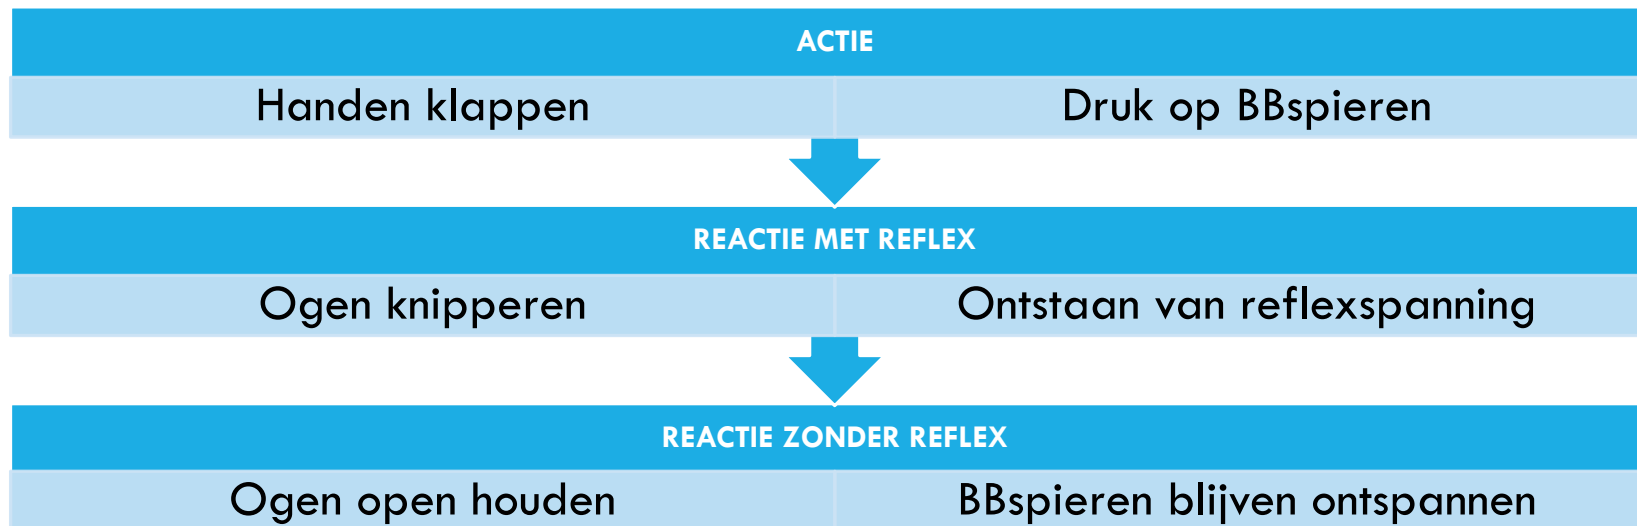 ACTIE
Handen klappen
Druk op BBspieren
REACTIE MET REFLEX
Ogen knipperen
Ontstaan van reflexspanning
REACTIE ZONDER REFLEX
Ogen open houden
BBspieren blijven ontspannen